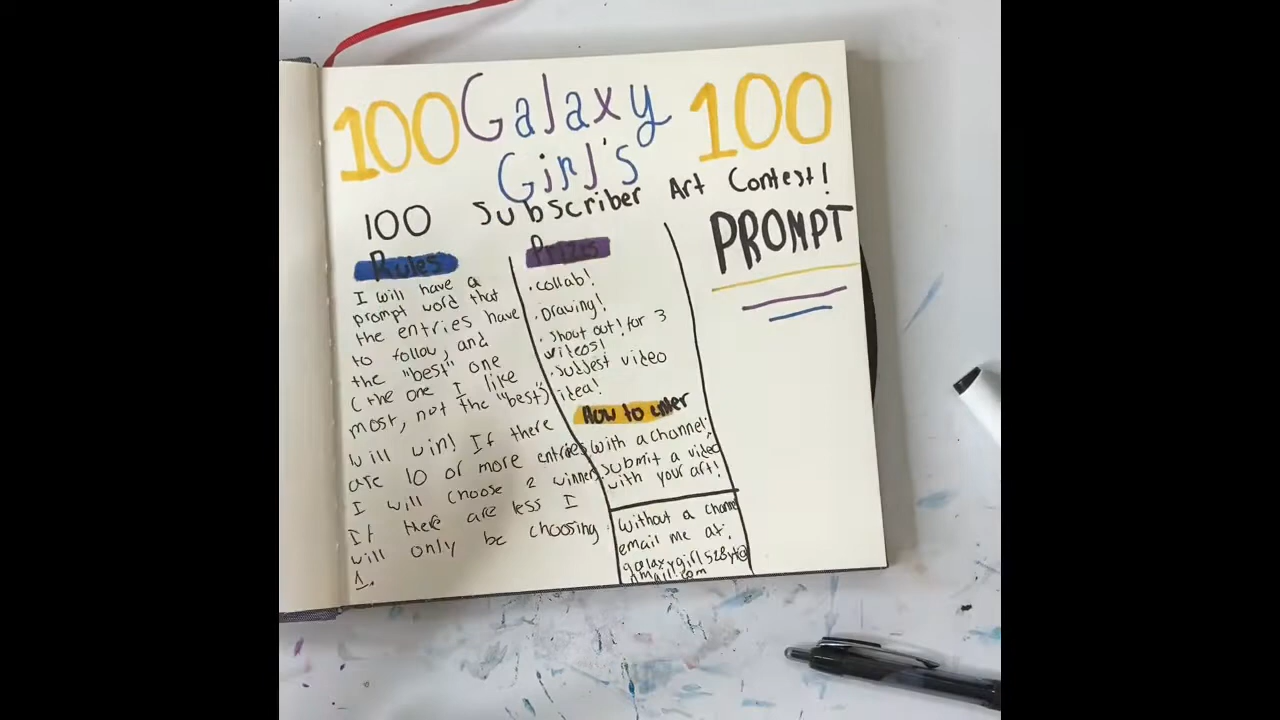 100 Galaxy 100
Girl's
100 Subscriber Art Contest!
Rules
I will have a
prompt word that
the entries have
to follow, and
the "best" one
(the one I like
most, not the "best")
will win! If there
are 10 or more entries
I will choose 2 winners
If there are less I
will only be choosing
1.
Prizes
• collab!
• Drawing!
• Shout out! for 3
videos!
• suggest video
idea!
How to enter
With a channel:
submit a video
with your art!
Without a channel
email me at:
galaxygirl528yt@
gmail.com
PROMPT